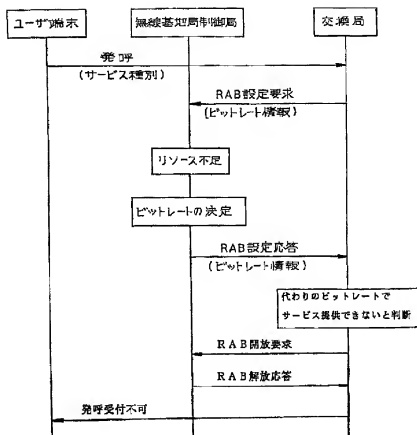 ユーザ端末
無線基地局制御局
交換局
発呼
(サービス種別)
RAB設定要求
(ビットレート情報)
リソース不足
ビットレートの決定
RAB設定応答
(ビットレート情報)
代わりのビットレートで
サービス提供できないと判断
RAB開放要求
RAB解放応答
発呼受付不可